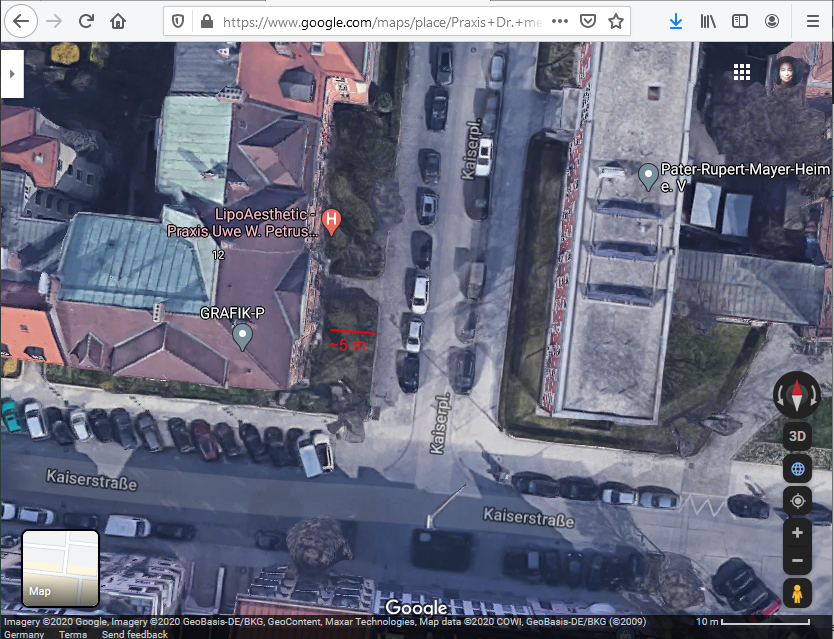 https://www.google.com/maps/place/Praxis+Dr.+me
Kaiserpl.
Pater-Rupert-Mayer-Heim
e. V
LipoAesthetic -
Praxis Uwe W. Petrus...
H
12
GRAFIK-P
~5 m
Kaiserpl.
3D
Kaiserstraße
Kaiserstraße
Map
Google
Imagery ©2020 Google, Imagery ©2020 GeoBasis-DE/BKG, GeoContent, Maxar Technologies, Map data ©2020 COWI, GeoBasis-DE/BKG (©2009)
10 m
Germany Terms Send feedback